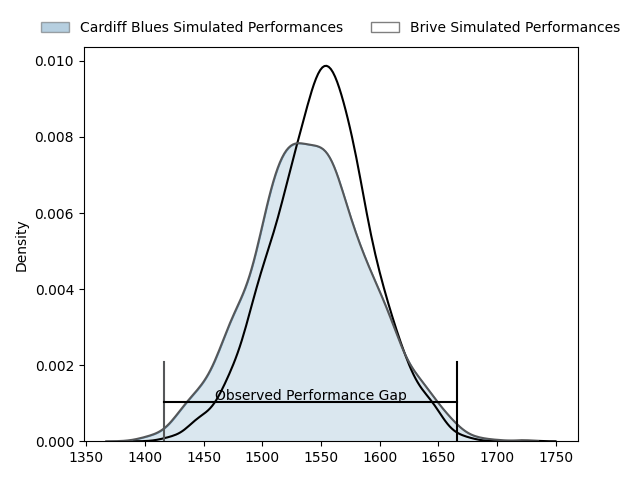 Cardiff Blues Simulated Performances
Brive Simulated Performances
0.010
0.008
0.006
0.004
0.002
0.000
Density
Observed Performance Gap
1350 1400 1450 1500 1550 1600 1650 1700 1750